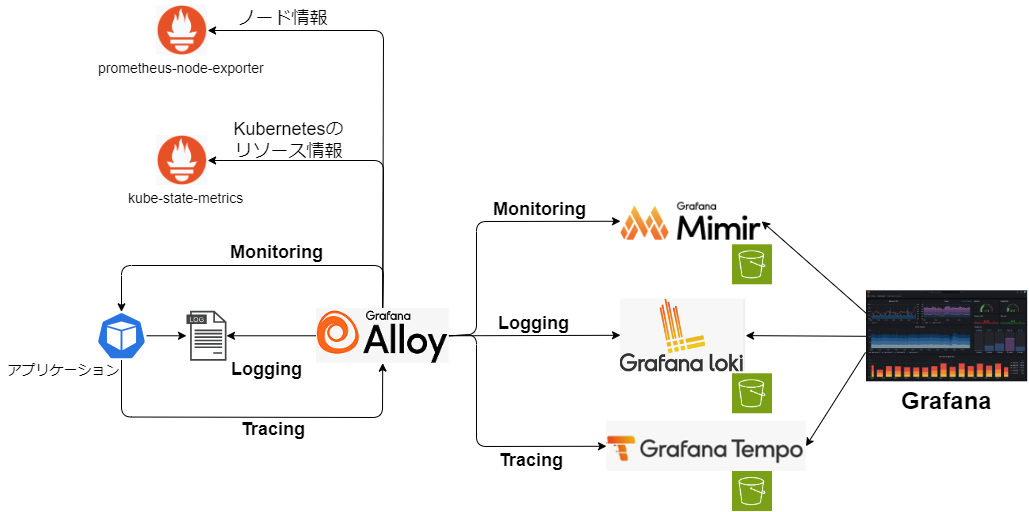 ノード情報
prometheus-node-exporter
Kubernetesの
リソース情報
kube-state-metrics
Monitoring
LOG
Grafana
Alloy
アプリケーション
Logging
Tracing
Monitoring
Grafana
Mimir
Logging
Grafana loki
Tracing
Grafana Tempo
Grafana